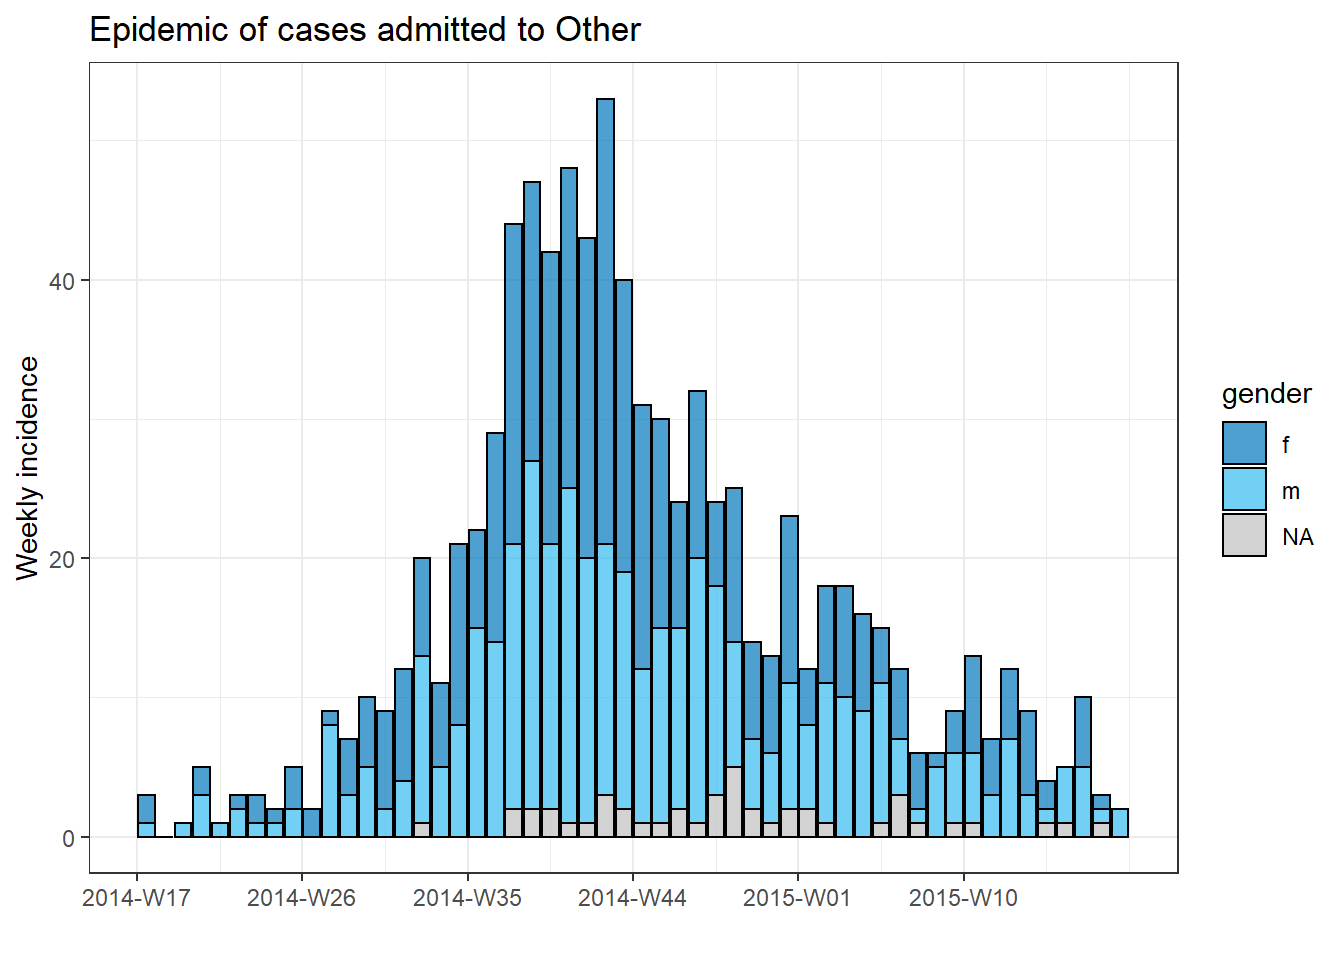 Epidemic of cases admitted to Other
Weekly incidence
40
20
0
2014-W17 2014-W26 2014-W35 2014-W44 2015-W01 2015-W10
gender
f
m
NA